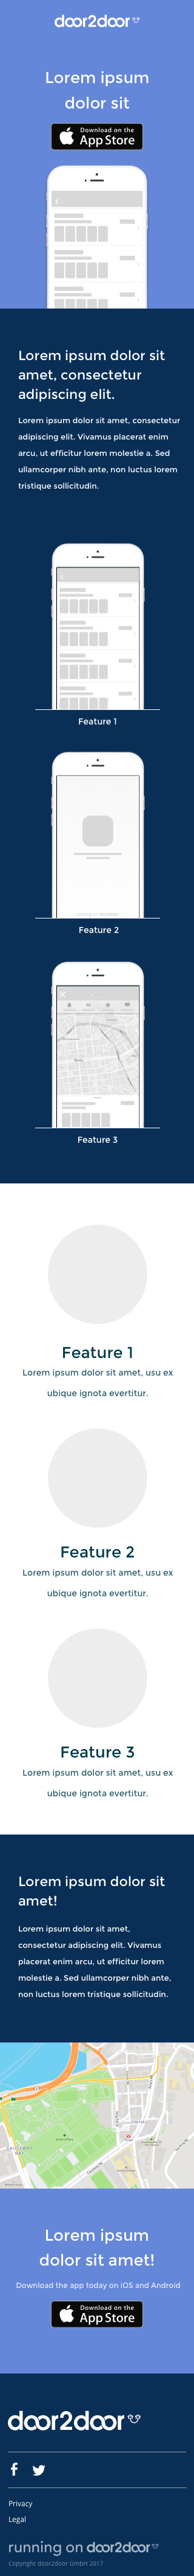 door2door
Lorem ipsum
dolor sit
Download on the
App Store
Lorem ipsum dolor sit
amet, consectetur
adipiscing elit.
Lorem ipsum dolor sit amet, consectetur
adipiscing elit. Vivamus placerat enim
arcu, ut efficitur lorem molestie a. Sed
ullamcorper nibh ante, non luctus lorem
tristique sollicitudin.
Feature 1
running on door2door
Feature 2
Feature 3
Feature 1
Lorem ipsum dolor sit amet, usu ex
ubique ignota evertitur.
Feature 2
Lorem ipsum dolor sit amet, usu ex
ubique ignota evertitur.
Feature 3
Lorem ipsum dolor sit amet, usu ex
ubique ignota evertitur.
Lorem ipsum dolor sit
amet!
Lorem ipsum dolor sit amet,
consectetur adipiscing elit. Vivamus
placerat enim arcu, ut efficitur lorem
molestie a. Sed ullamcorper nibh ante,
non luctus lorem tristique sollicitudin.
Lorem ipsum
dolor sit amet!
Download the app today on iOS and Android
Download on the
App Store
door2door
Privacy
Legal
running on door2door
Copyright door2door GmbH 2017